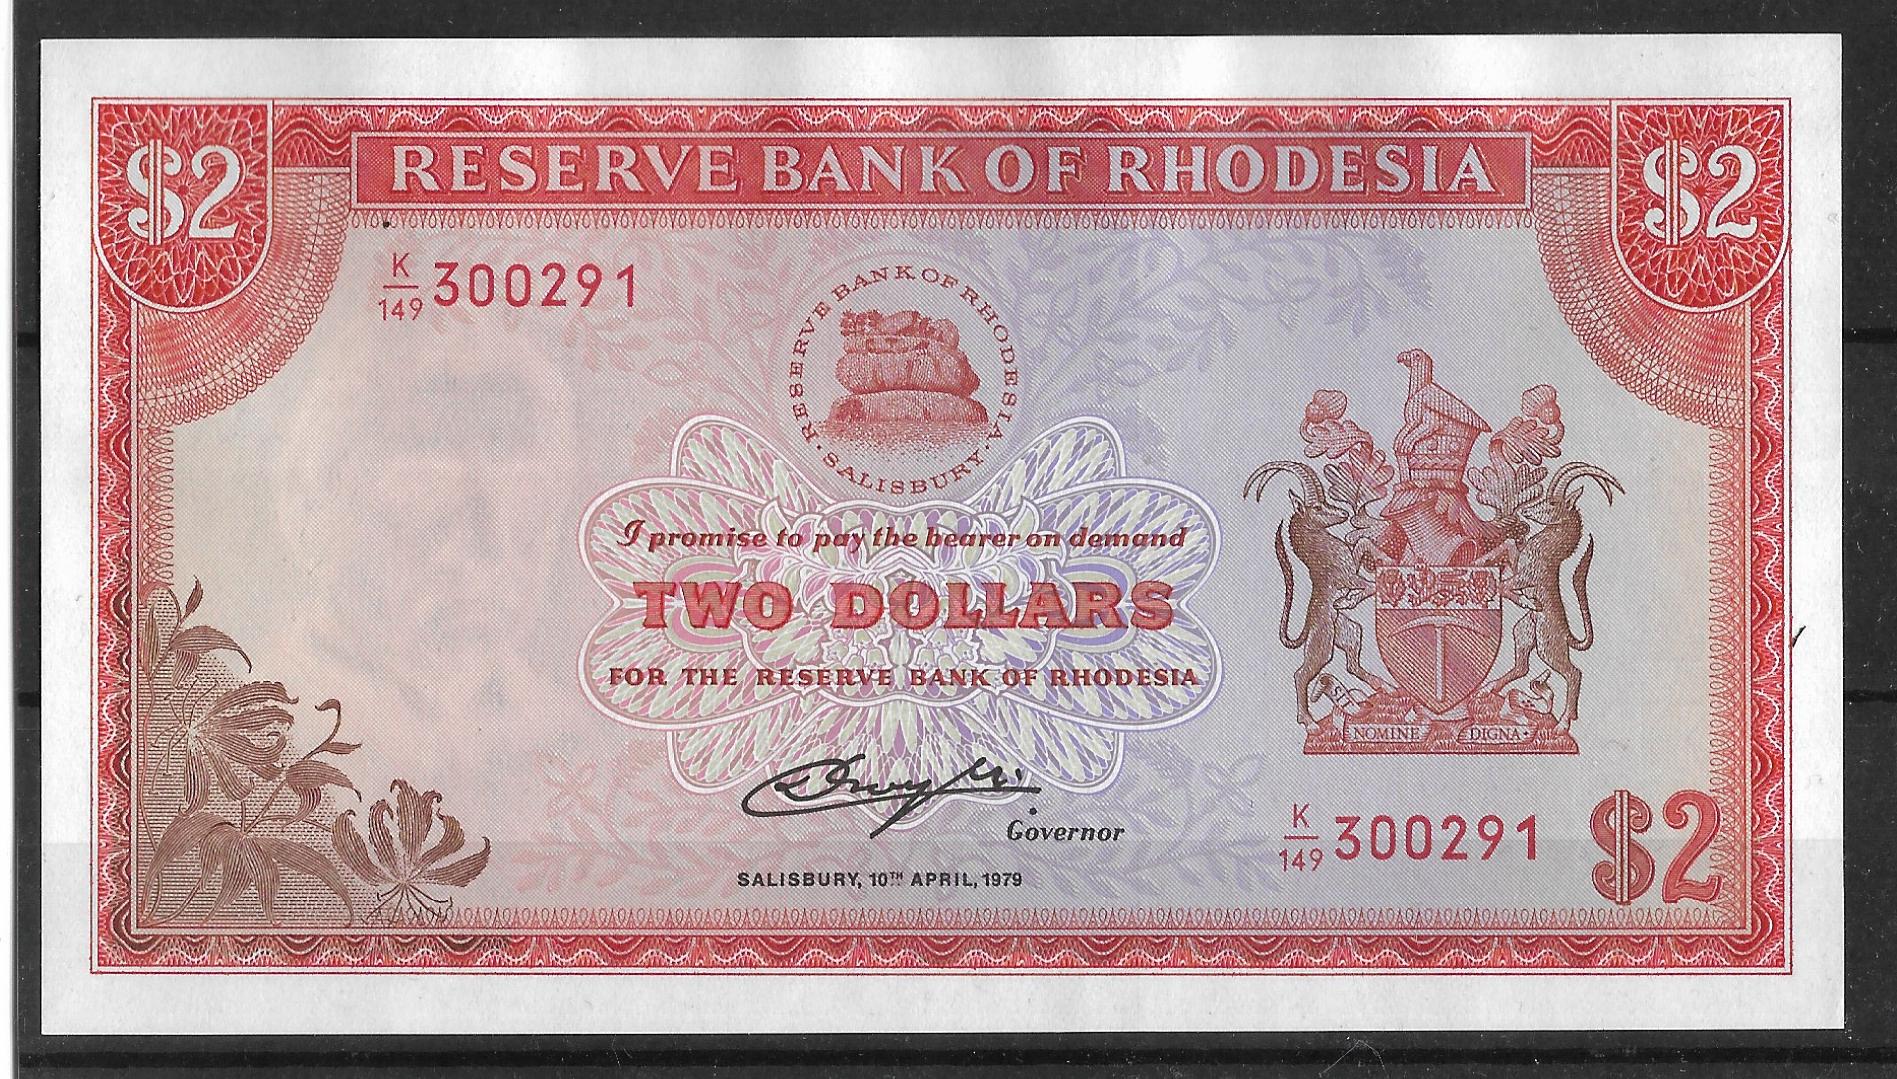 $2
RESERVE BANK OF RHODESIA
$2
K/149 300291
RESERVE BANK OF RHODESIA · SALISBURY ·
I promise to pay the bearer on demand
TWO DOLLARS
FOR THE RESERVE BANK OF RHODESIA
SIT
NOMINE DIGNA
Governor
SALISBURY, 10TH APRIL, 1979
K/149 300291
$2